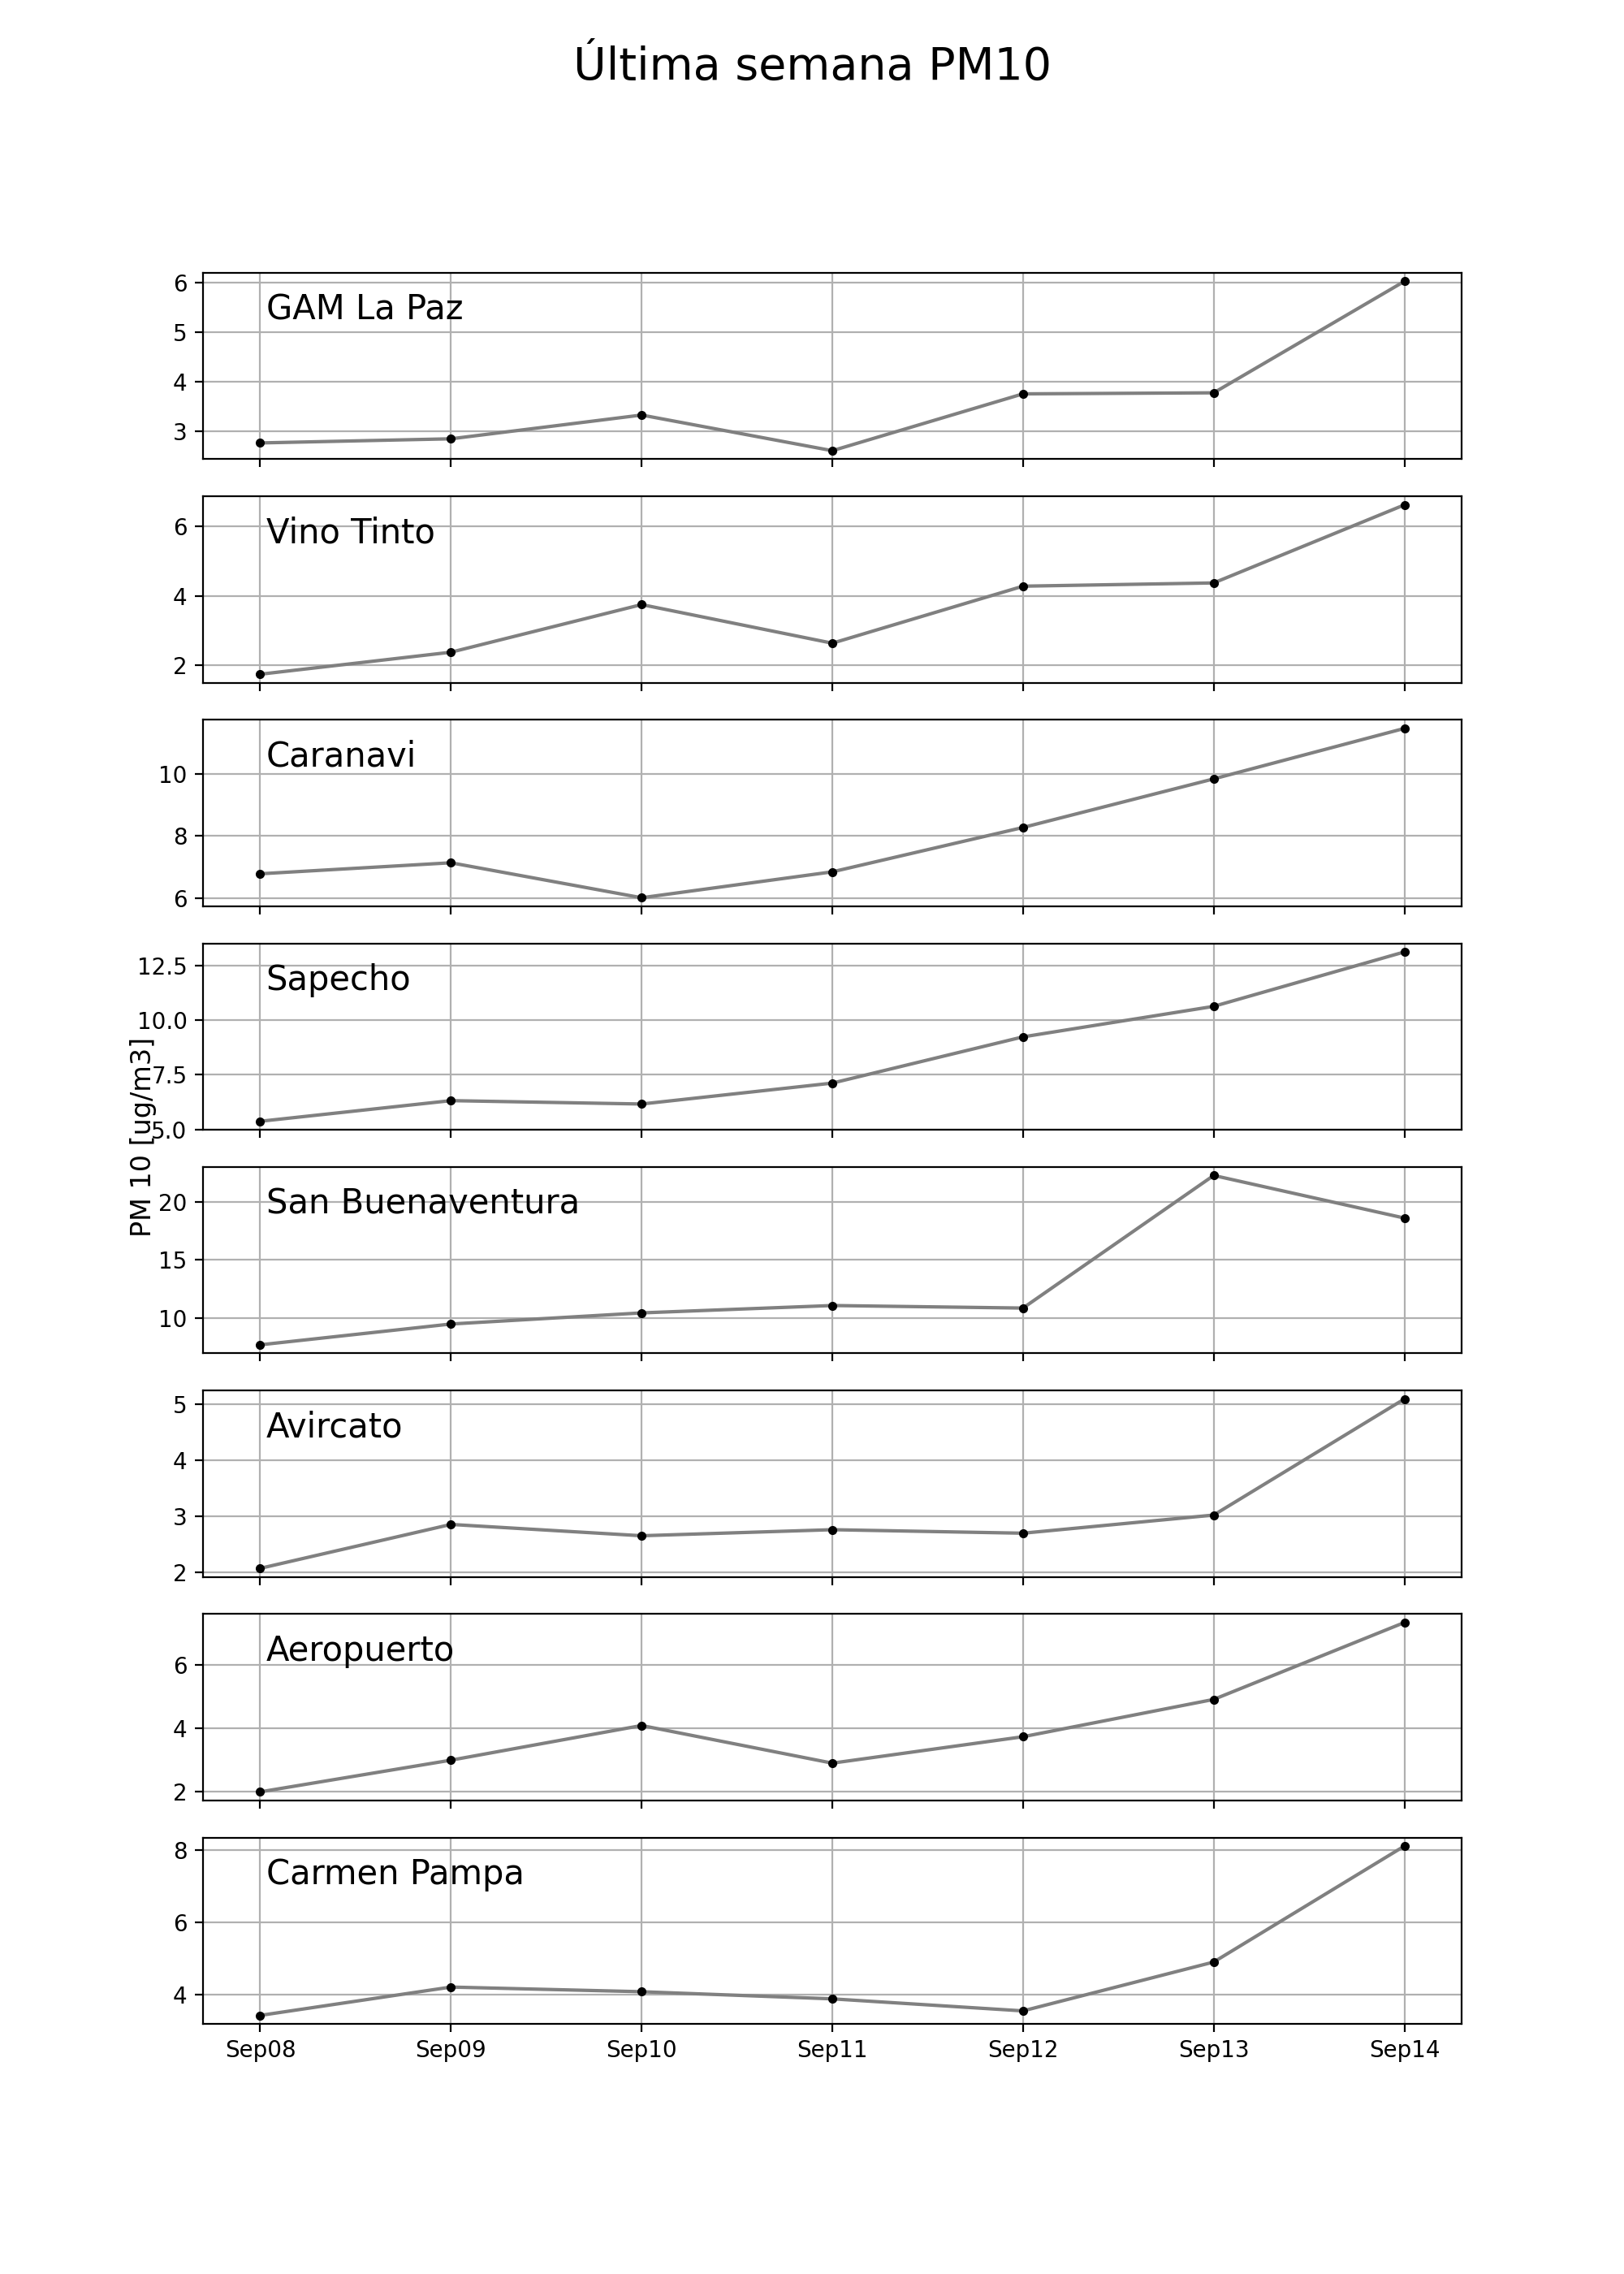 Última semana PM10
GAM La Paz
6
5
4
3
Vino Tinto
6
4
2
Caranavi
10
8
6
Sapecho
12.5
10.0
7.5
5.0
PM 10 [ug/m3]
San Buenaventura
20
15
10
Avircato
5
4
3
2
Aeropuerto
6
4
2
Carmen Pampa
8
6
4
Sep08 Sep09 Sep10 Sep11 Sep12 Sep13 Sep14